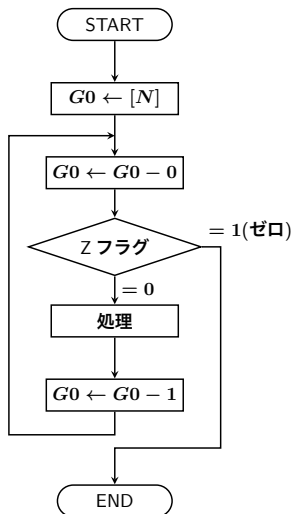 START
G0 ← [N]
G0 ← G0 − 0
= 1(ゼロ)
Z フラグ
= 0
処理
G0 ← G0 − 1
END